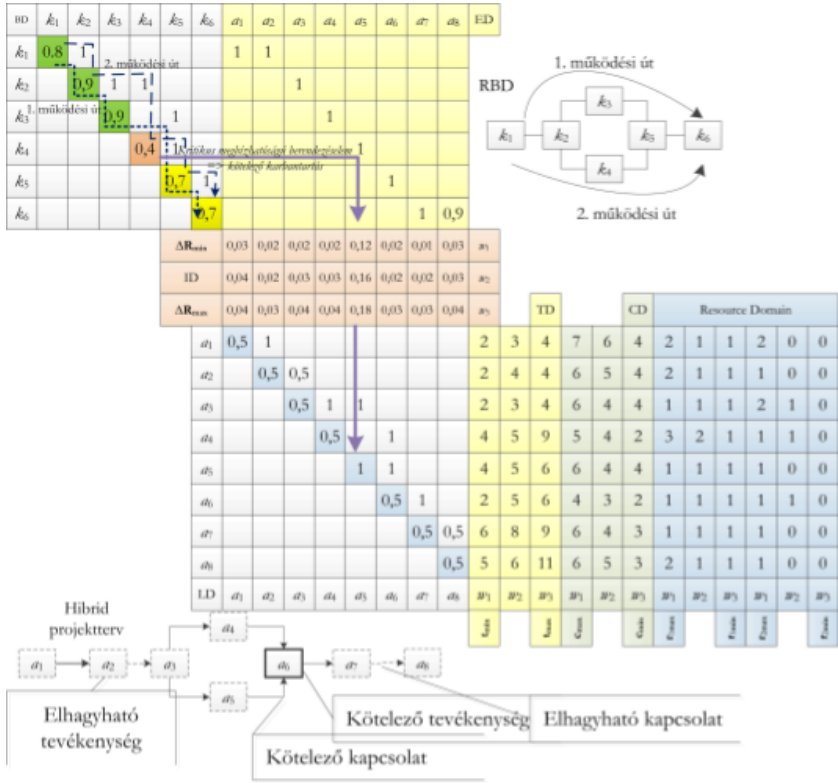 BD k₁ k₂ k₃ k₄ k₅ k₆ a₁ a₂ a₃ a₄ a₅ a₆ a₇ a₈ ED
k₁ 0.8 1 1 1
2. működési út
k₂ 0,9 1 1 1
1. működési út
k₃ 0,9 1 1
k₄ 0,4 1 1
Kritikus megbízhatóságú berendezéselem
=> kötelező karbantartás
k₅ 0,7 1 1
k₆ 0,7 1 0,9
RBD
1. működési út
k₁ k₂ k₃ k₄ k₅ k₆
2. működési út
ΔRmin 0,03 0,02 0,02 0,02 0,12 0,02 0,01 0,03 w₁
ID 0,04 0,02 0,03 0,03 0,16 0,02 0,02 0,03 w₂
ΔRmax 0,04 0,03 0,04 0,04 0,18 0,03 0,03 0,04 w₃ TD CD Resource Domain
a₁ 0,5 1 2 3 4 7 6 4 2 1 1 2 0 0
a₂ 0,5 0,5 2 4 4 6 5 4 2 1 1 1 0 0
a₃ 0,5 1 1 2 3 4 6 4 4 1 1 1 2 1 0
a₄ 0,5 1 4 5 9 5 4 2 3 2 1 1 1 0
a₅ 1 1 4 5 6 6 4 4 1 1 1 1 0 0
a₆ 0,5 1 2 5 6 4 3 2 1 1 1 1 1 0
a₇ 0,5 0,5 6 8 9 6 4 3 1 1 1 1 0 0
a₈ 0,5 5 6 11 6 5 3 2 1 1 1 0 0
LD a₁ a₂ a₃ a₄ a₅ a₆ a₇ a₈ w₁ w₂ w₃ w₁ w₂ w₃ w₁ w₂ w₃ w₁ w₂ w₃
tmin tmax cmax cmin r1max r1min r2max r2min
Hibrid
projektterv
a₁ a₂ a₃ a₄ a₅ a₆ a₇ a₈
Elhagyható
tevékenység
Kötelező tevékenység
Elhagyható kapcsolat
Kötelező kapcsolat